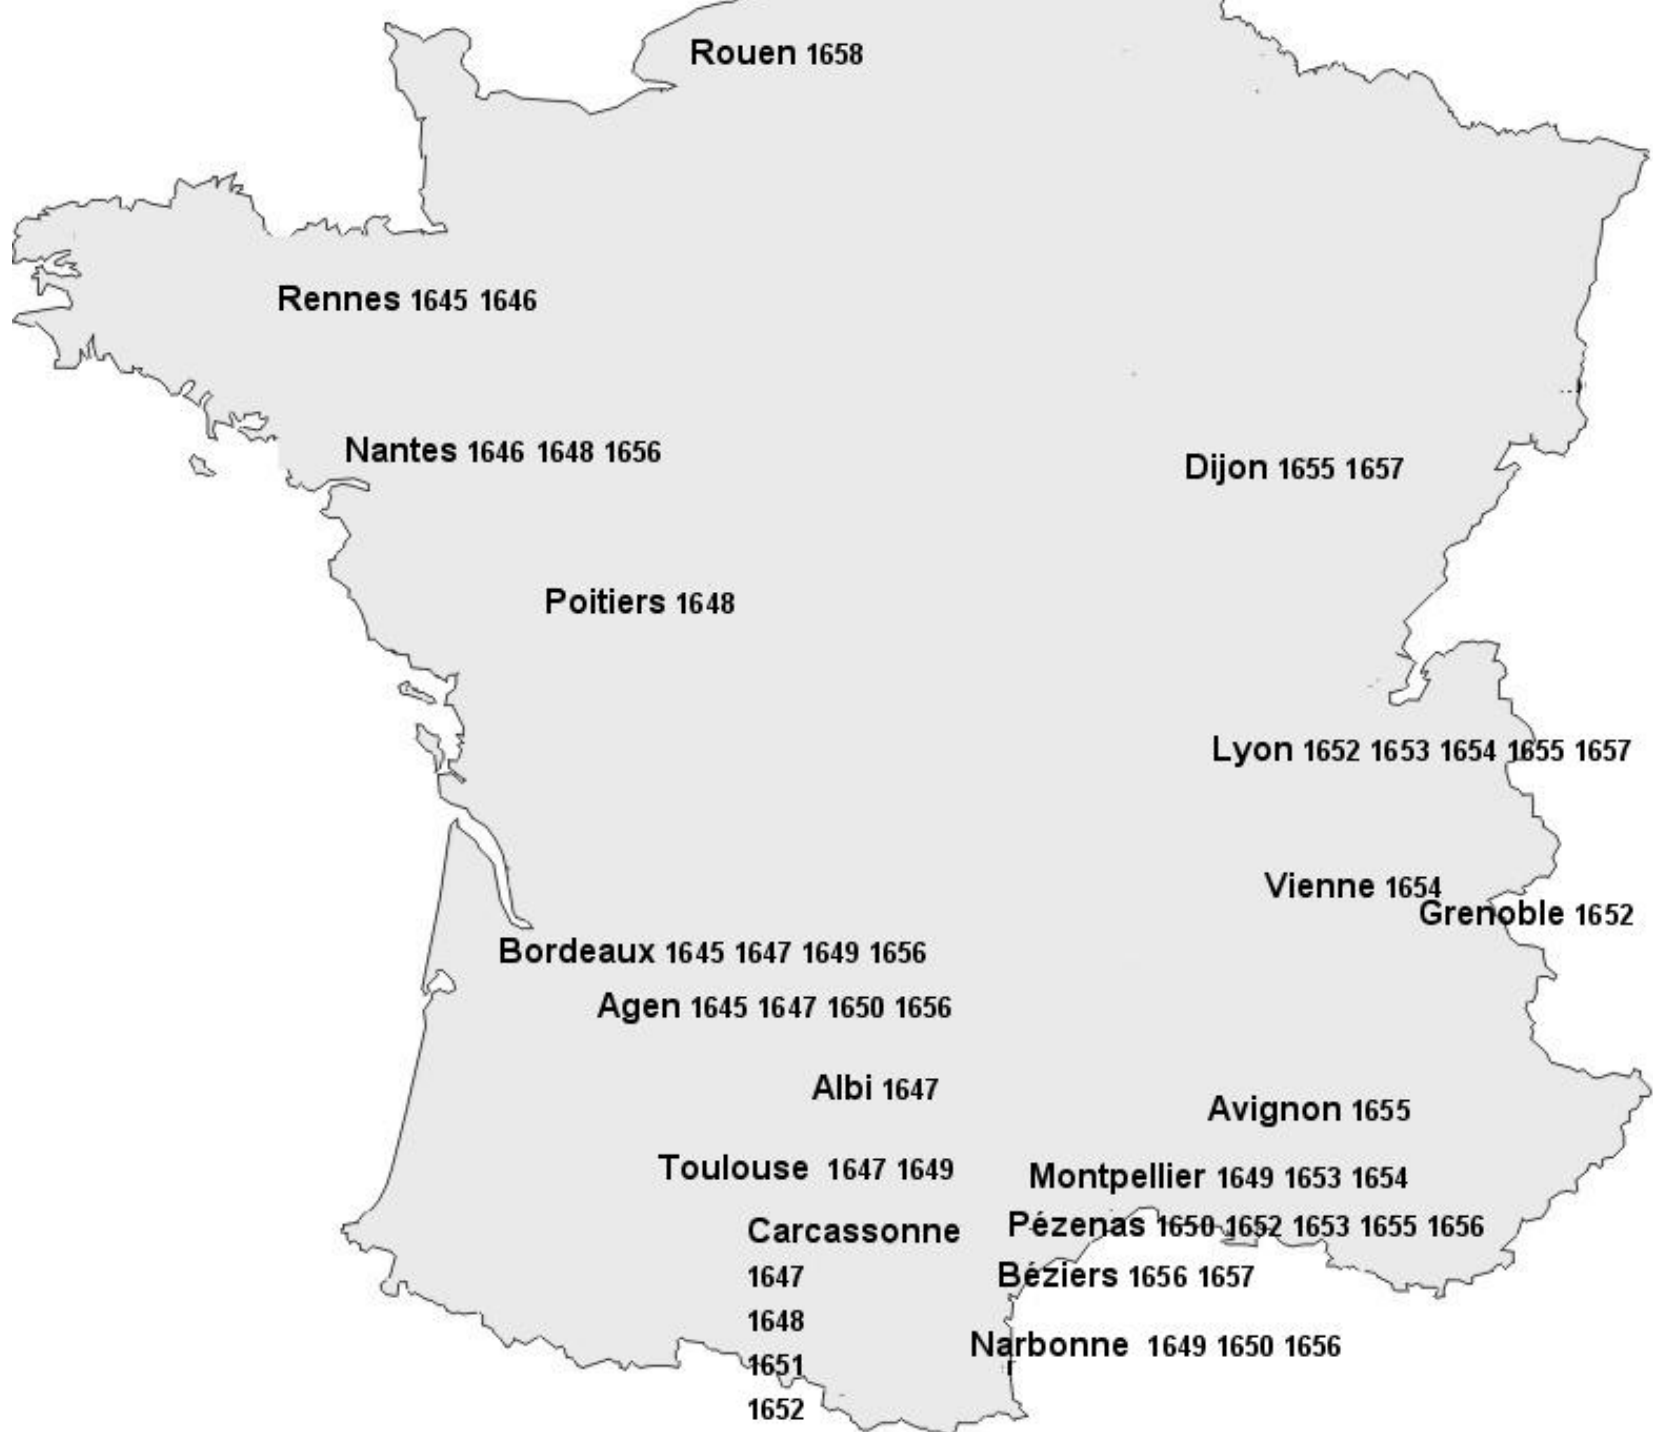 Rouen 1658
Rennes 1645 1646
Nantes 1646 1648 1656
Dijon 1655 1657
Poitiers 1648
Lyon 1652 1653 1654 1655 1657
Vienne 1654
Grenoble 1652
Bordeaux 1645 1647 1649 1656
Agen 1645 1647 1650 1656
Albi 1647
Avignon 1655
Toulouse 1647 1649
Montpellier 1649 1653 1654
Carcassonne
1647
1648
1651
1652
Pézenas 1650 1652 1653 1655 1656
Béziers 1656 1657
Narbonne 1649 1650 1656